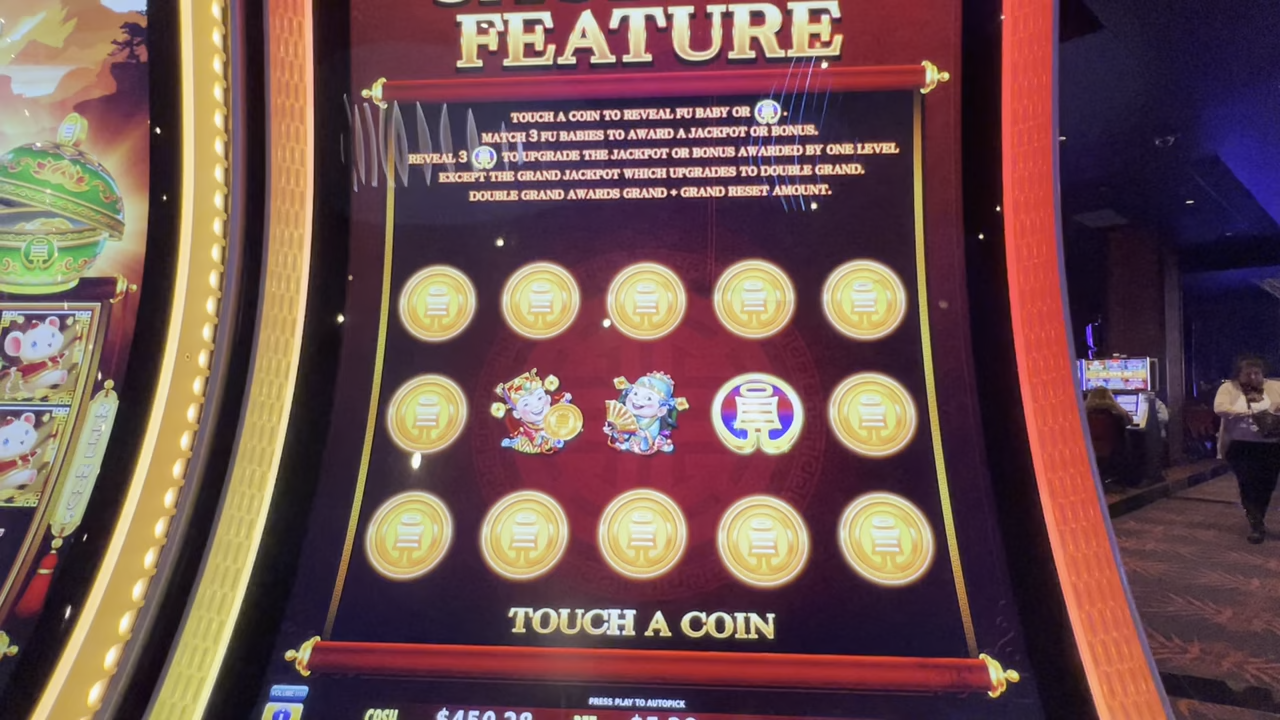 FEATURE
TOUCH A COIN TO REVEAL FU BABY OR .
MATCH 3 FU BABIES TO AWARD A JACKPOT OR BONUS.
REVEAL 3 TO UPGRADE THE JACKPOT OR BONUS AWARDED BY ONE LEVEL
EXCEPT THE GRAND JACKPOT WHICH UPGRADES TO DOUBLE GRAND.
DOUBLE GRAND AWARDS GRAND + GRAND RESET AMOUNT.
TOUCH A COIN
VOLUME
PRESS PLAY TO AUTOPICK
CASH